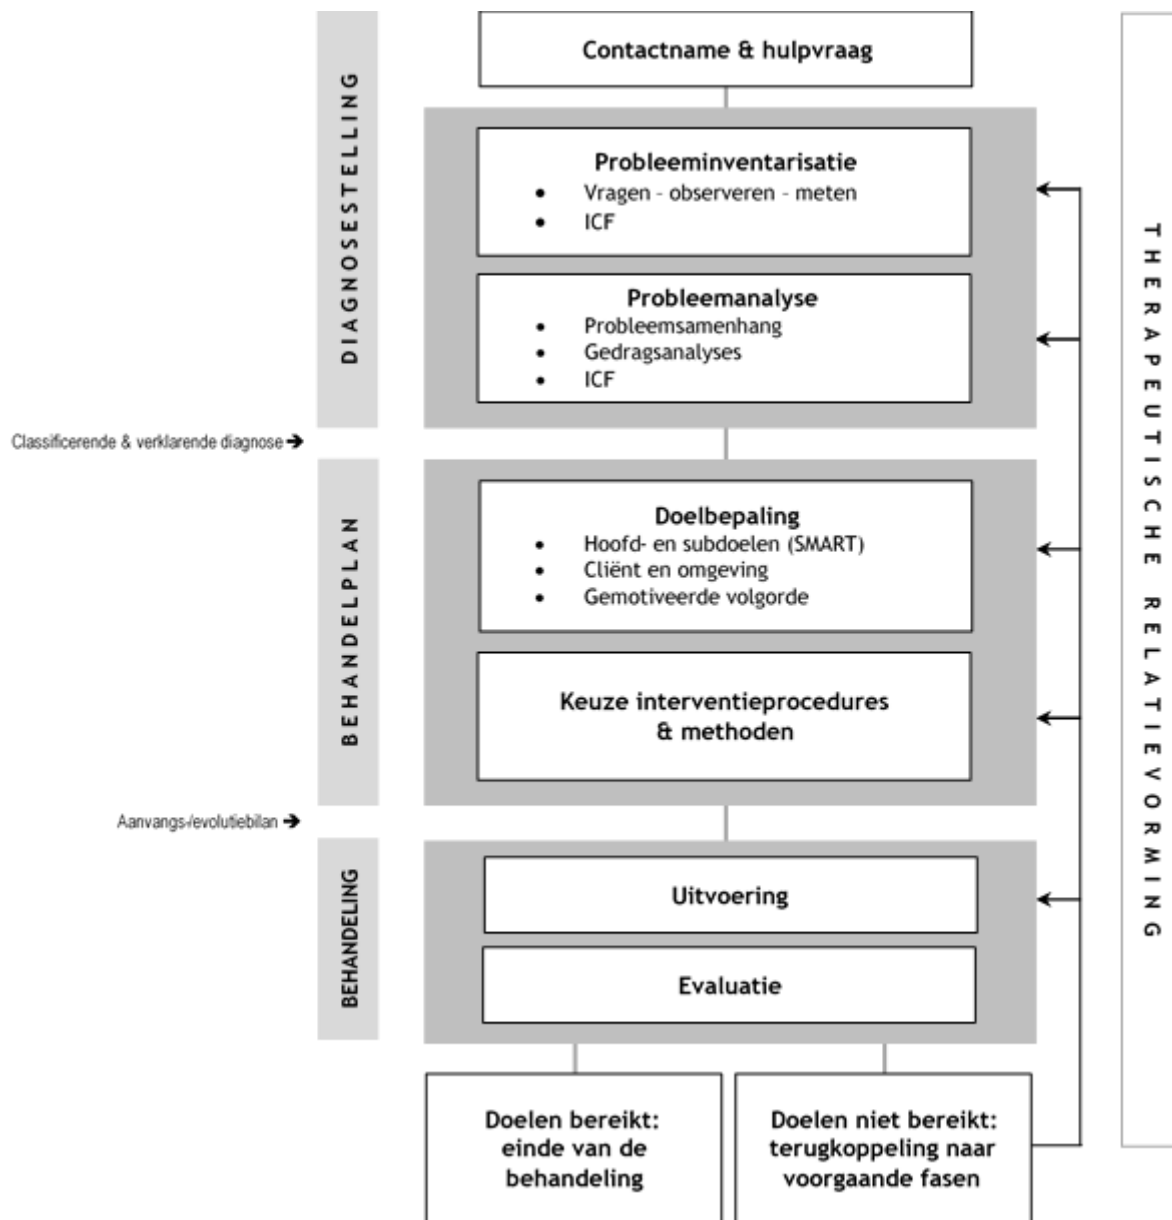 Contactname & hulpvraag
DIAGNOSESTELLING
Probleeminventarisatie
• Vragen - observeren - meten
• ICF
Probleemanalyse
• Probleemsamenhang
• Gedragsanalyses
• ICF
Classificerende & verklarende diagnose →
BEHANDELPLAN
Doelbepaling
• Hoofd- en subdoelen (SMART)
• Cliënt en omgeving
• Gemotiveerde volgorde
Keuze interventieprocedures
& methoden
Aanvangs-/evolutiebilan →
BEHANDELING
Uitvoering
Evaluatie
Doelen bereikt:
einde van de
behandeling
Doelen niet bereikt:
terugkoppeling naar
voorgaande fasen
THERAPEUTISCHE RELATIEVORMING